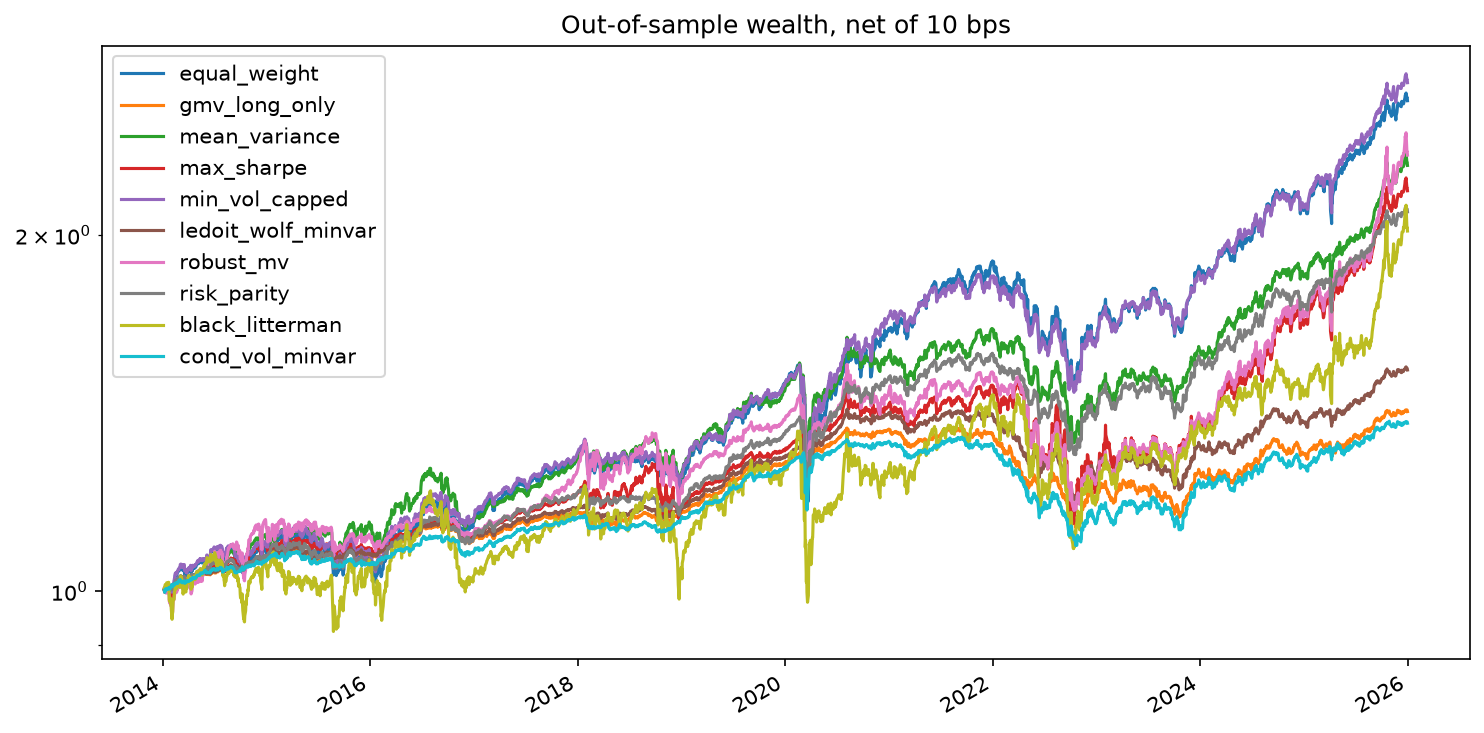 Out-of-sample wealth, net of 10 bps
equal_weight
gmv_long_only
mean_variance
max_sharpe
min_vol_capped
ledoit_wolf_minvar
robust_mv
risk_parity
black_litterman
cond_vol_minvar
2 × 10⁰
10⁰
2014
2016
2018
2020
2022
2024
2026